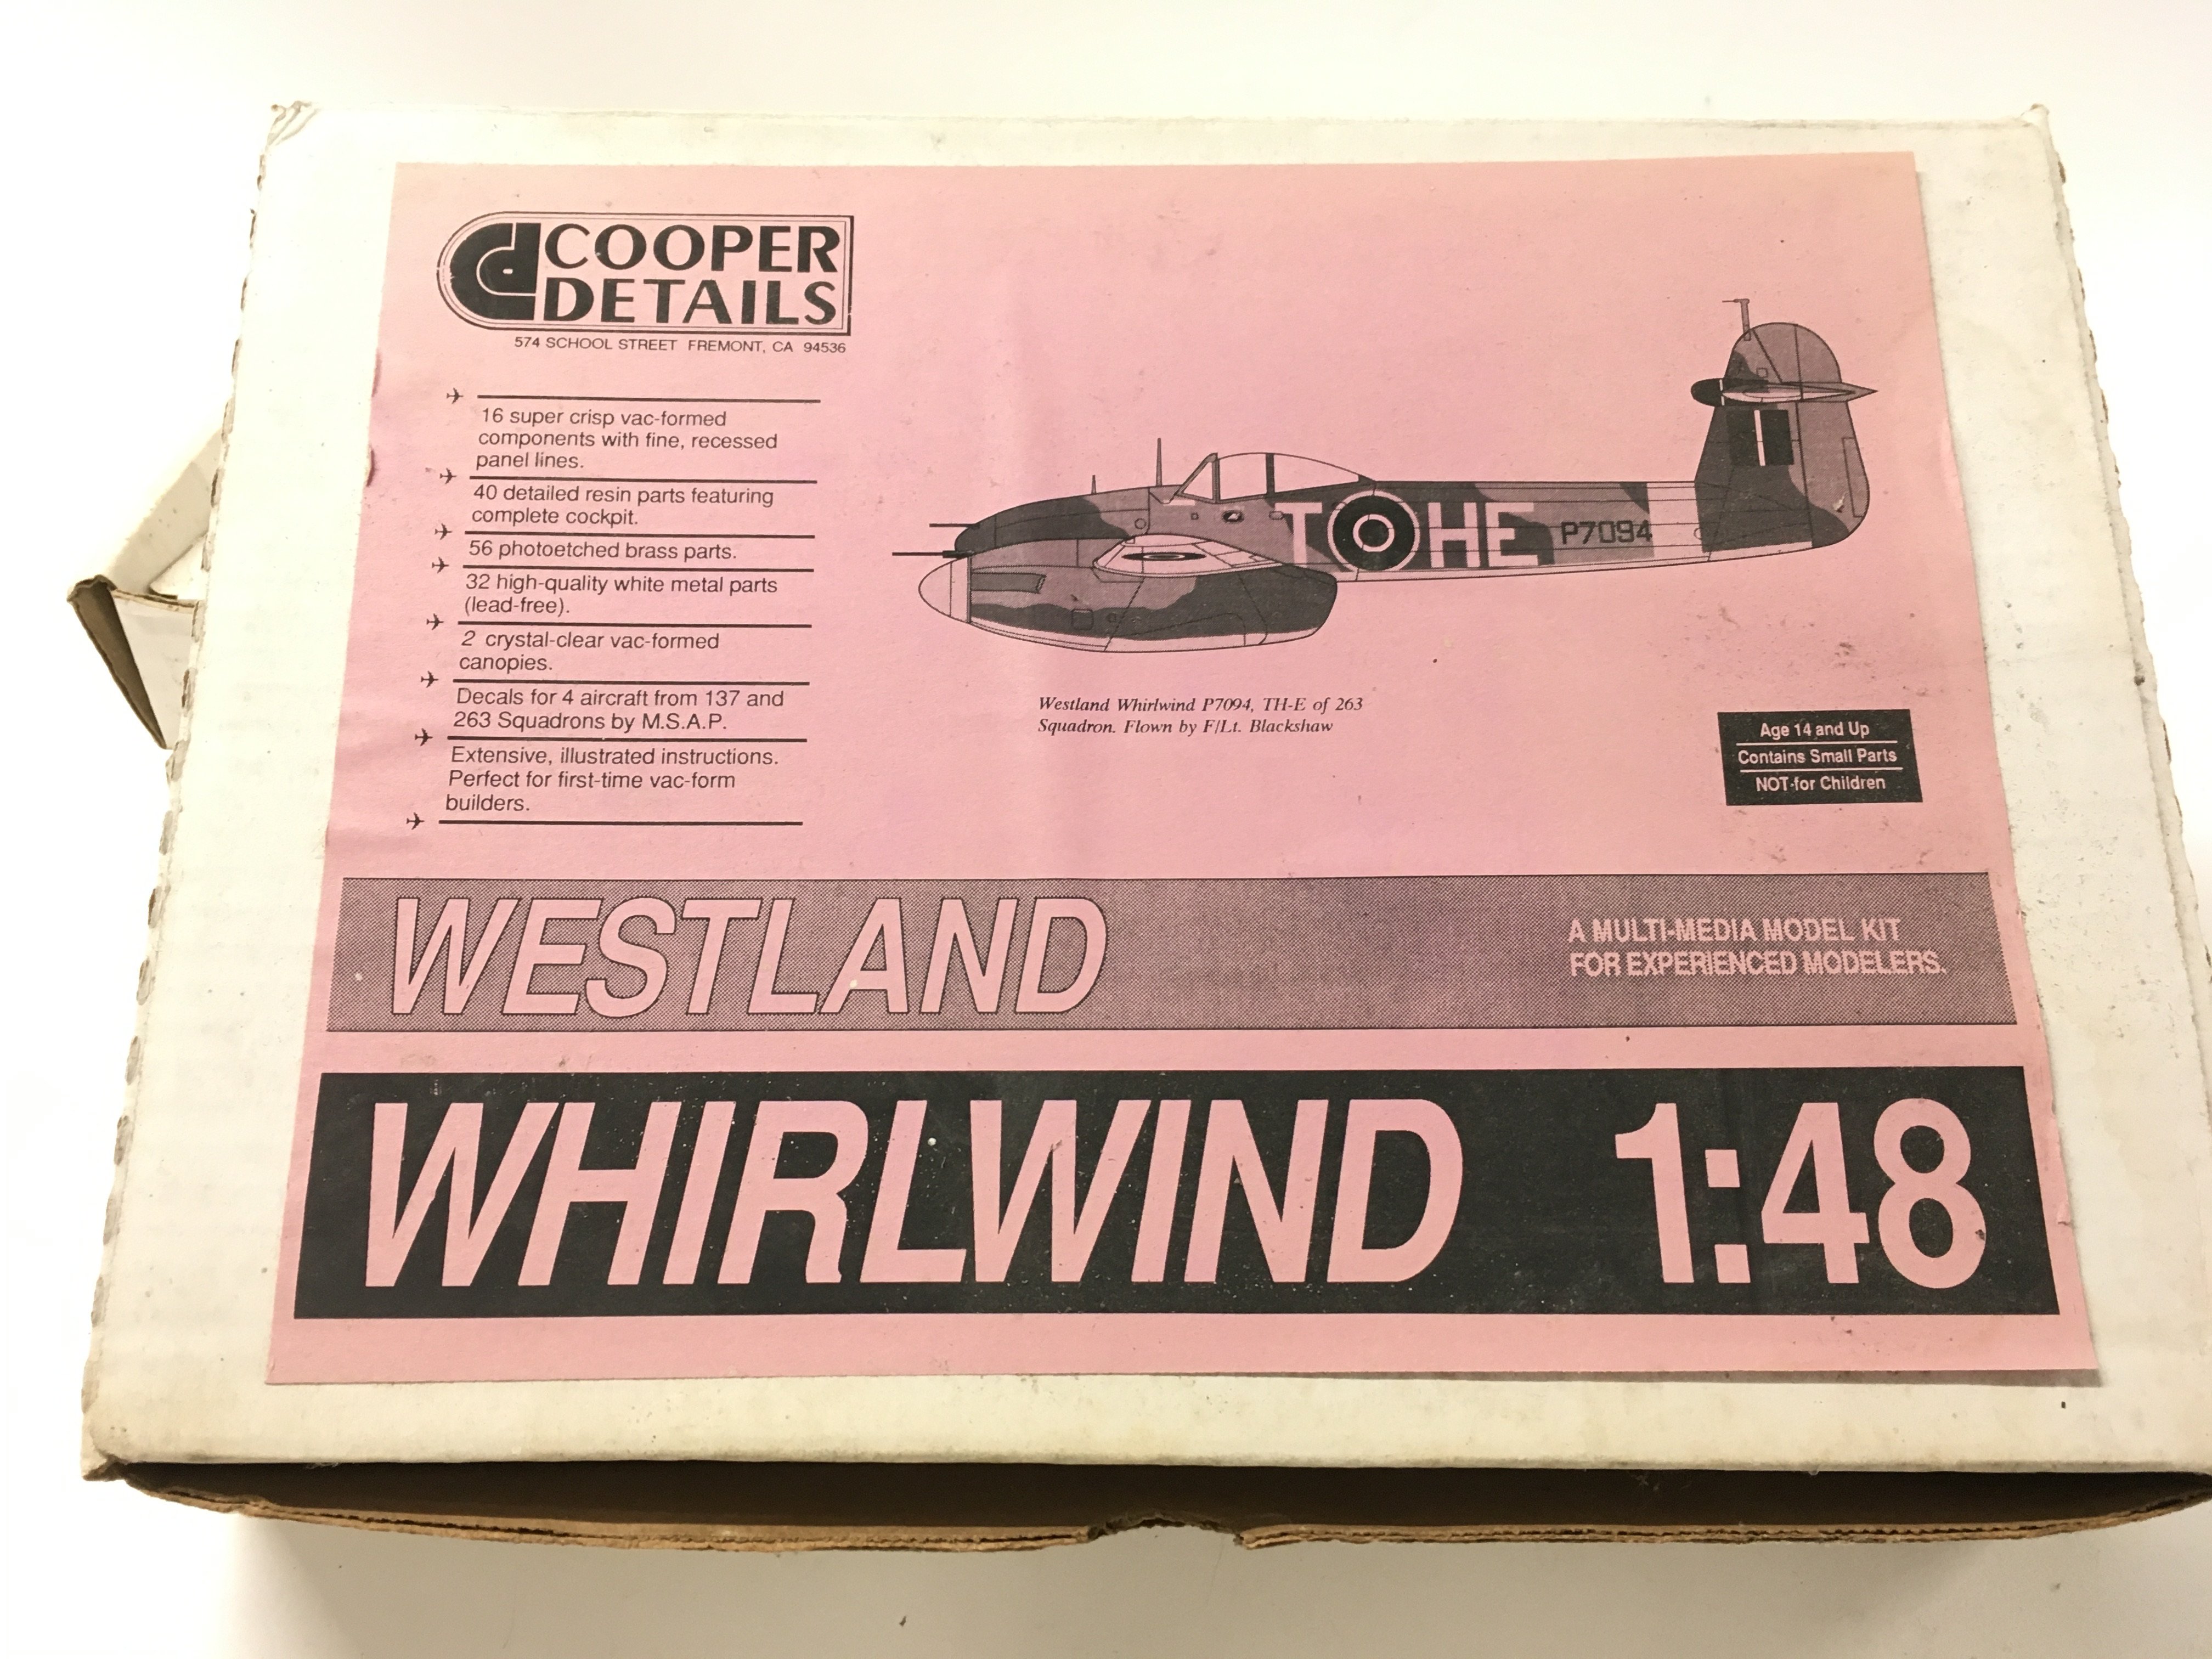 COOPER
DETAILS
574 SCHOOL STREET FREMONT, CA 94536
16 super crisp vac-formed
components with fine, recessed
panel lines.
40 detailed resin parts featuring
complete cockpit.
56 photoetched brass parts.
32 high-quality white metal parts
(lead-free).
2 crystal-clear vac-formed
canopies.
Decals for 4 aircraft from 137 and
263 Squadrons by M.S.A.P.
Extensive, illustrated instructions.
Perfect for first-time vac-form
builders.
T HE P7094
Westland Whirlwind P7094, TH-E of 263
Squadron. Flown by F/Lt. Blackshaw
Age 14 and Up
Contains Small Parts
NOT for Children
WESTLAND
A MULTI-MEDIA MODEL KIT
FOR EXPERIENCED MODELERS.
WHIRLWIND 1:48